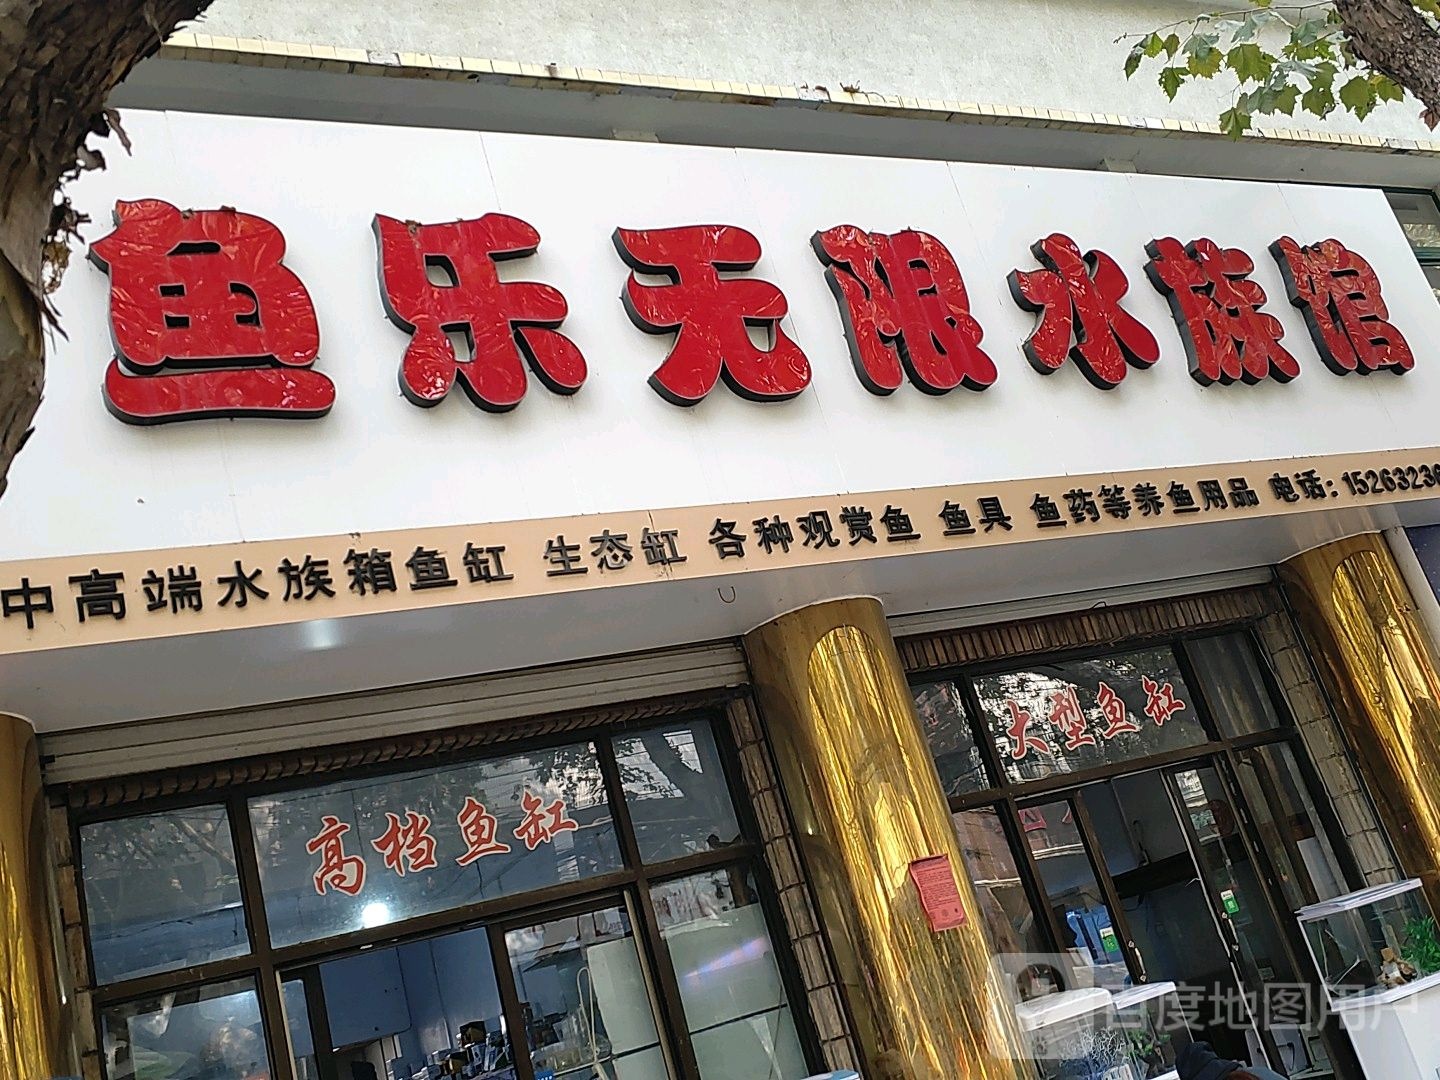 鱼乐无限水族馆
中高端水族箱鱼缸 生态缸 各种观赏鱼 鱼具 鱼药等养鱼用品 电话:15263236
高档鱼缸
大型鱼缸
百度地图用户